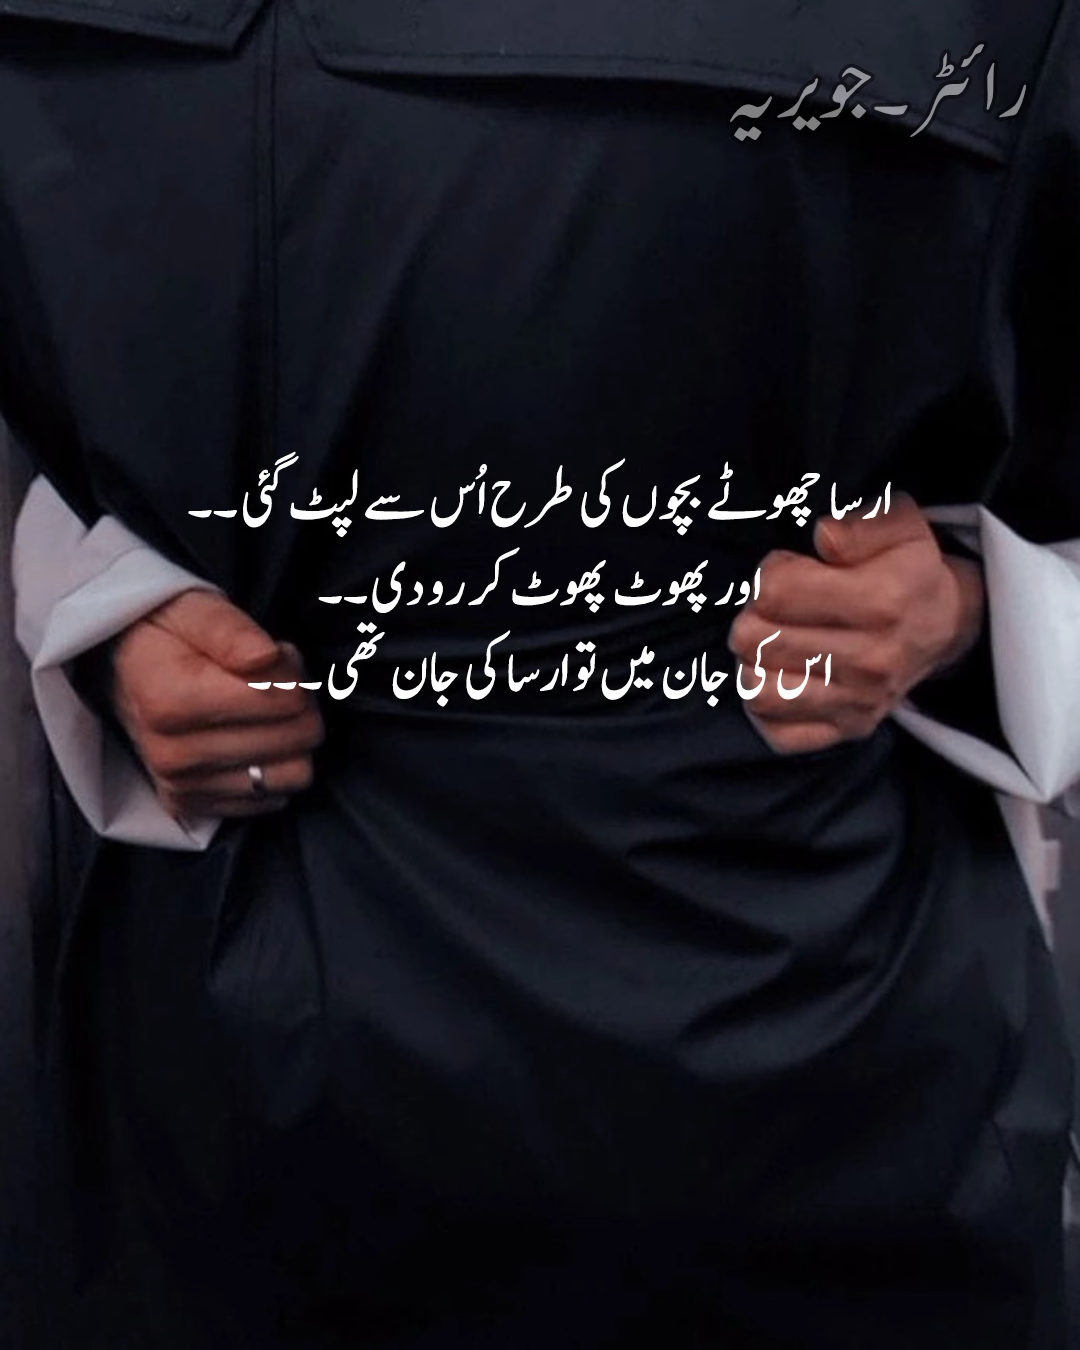 رائٹر۔جویریہ
ارسا چھوٹے بچوں کی طرح اُس سے لپٹ گئی۔۔
اور پھوٹ پھوٹ کر رو دی۔۔
اس کی جان میں تو ارسا کی جان تھی۔۔۔